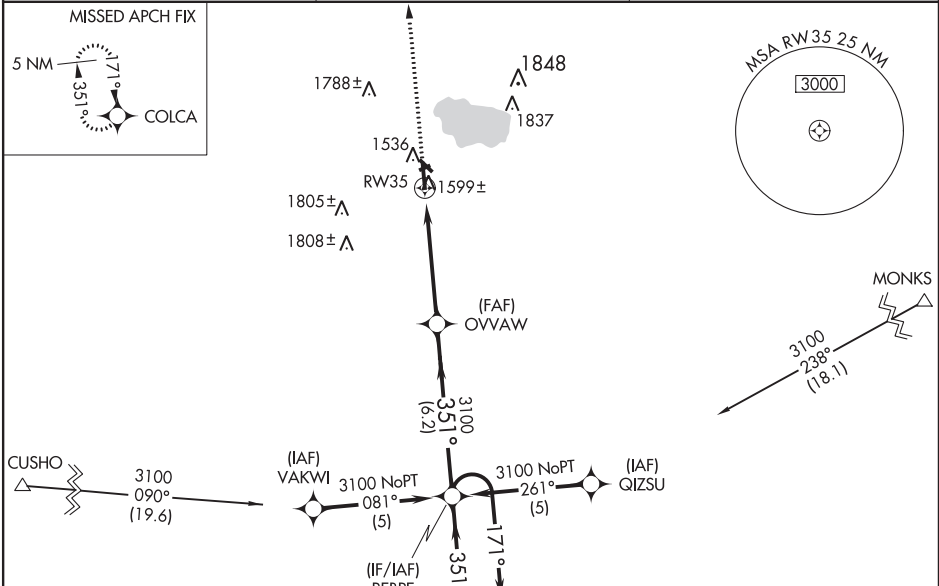 MISSED APCH FIX
5 NM
171°
351°
COLCA
1788±
1848
1837
1536
RW35
1599±
1805±
1808±
MSA RW35 25 NM
3000
(FAF)
OVVAW
MONKS
3100
238°
(18.1)
3100
351°
(6.2)
CUSHO
3100
090°
(19.6)
(IAF)
VAKWI
3100 NoPT
081°
(5)
3100 NoPT
261°
(5)
(IAF)
QIZSU
(IF/IAF)
351
171°